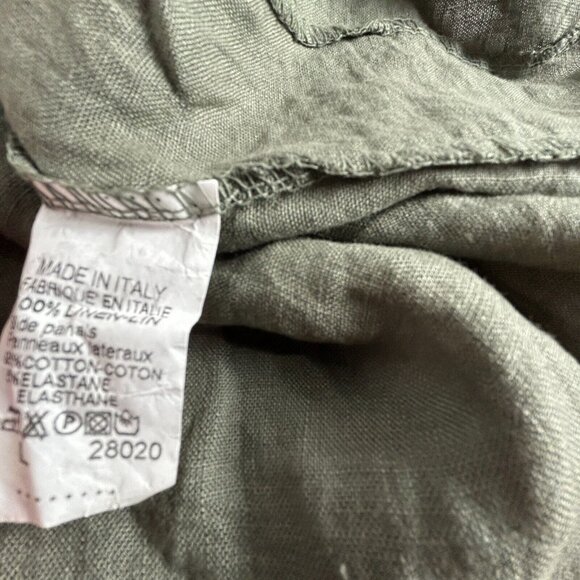 MADE IN ITALY
FABRIQUE EN ITALIE
100% LINEN-LIN
Side panels
Panneaux lateraux
COTTON-COTON
ELASTANE
ELASTHANE
P
L 28020